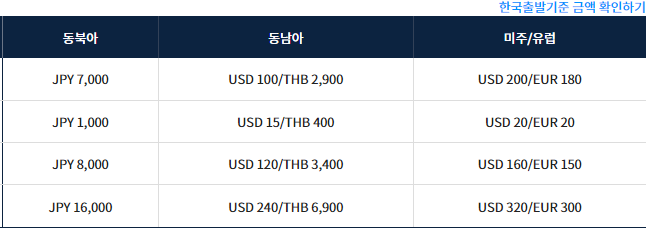 한국출발기준 금액 확인하기
동북아 동남아 미주/유럽
JPY 7,000 USD 100/THB 2,900 USD 200/EUR 180
JPY 1,000 USD 15/THB 400 USD 20/EUR 20
JPY 8,000 USD 120/THB 3,400 USD 160/EUR 150
JPY 16,000 USD 240/THB 6,900 USD 320/EUR 300